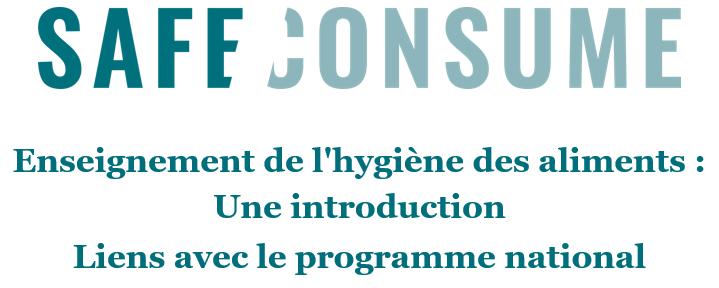 SAFE CONSUME
Enseignement de l'hygiène des aliments :
Une introduction
Liens avec le programme national